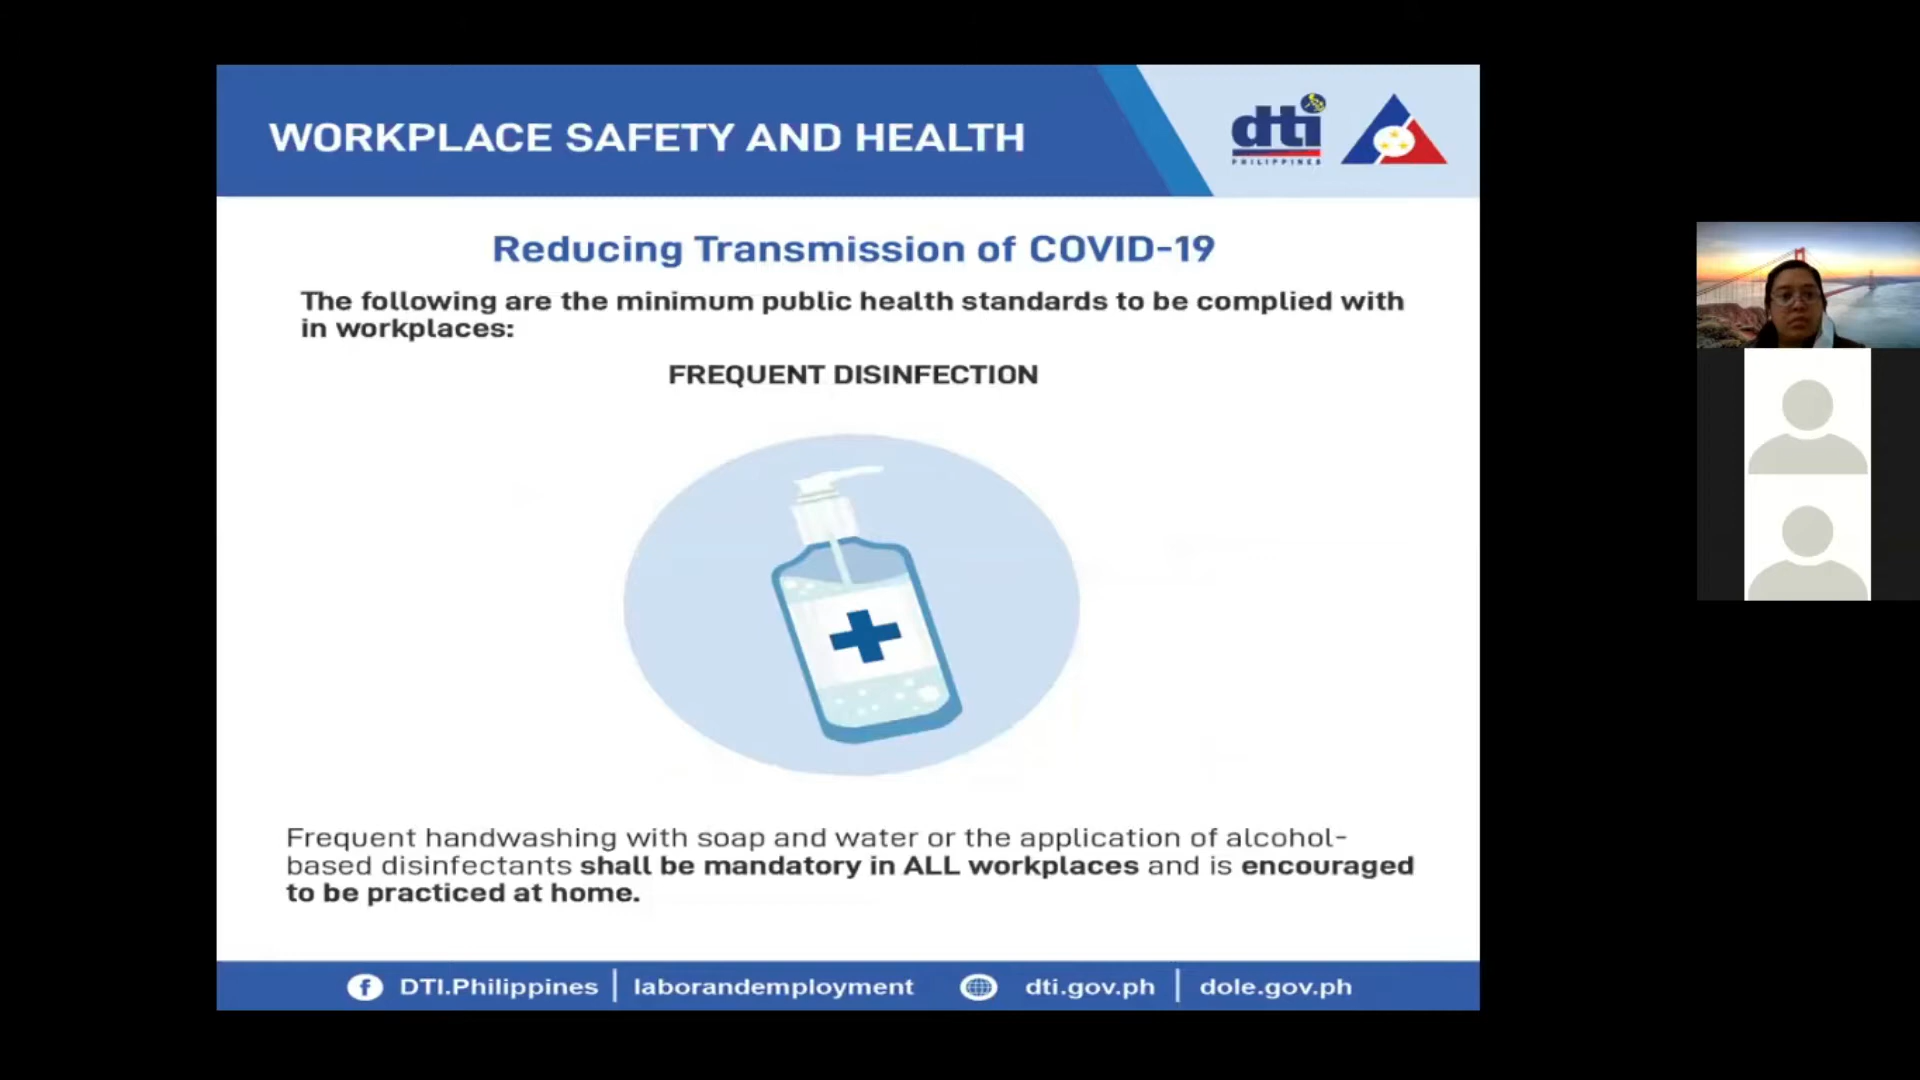 WORKPLACE SAFETY AND HEALTH
dti
PHILIPPINES
Reducing Transmission of COVID-19
The following are the minimum public health standards to be complied with
in workplaces:
FREQUENT DISINFECTION
Frequent handwashing with soap and water or the application of alcohol-
based disinfectants shall be mandatory in ALL workplaces and is encouraged
to be practiced at home.
DTI.Philippines | laborandemployment dti.gov.ph | dole.gov.ph